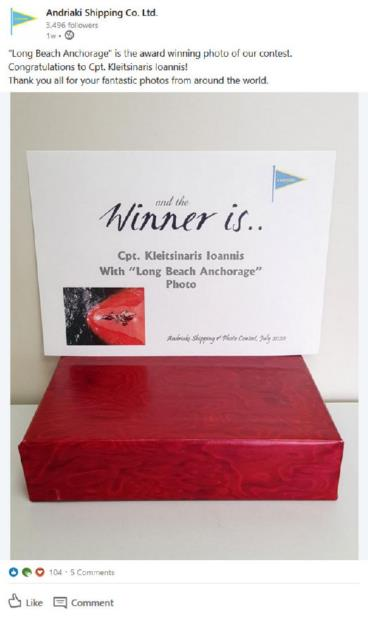 Andriaki Shipping Co. Ltd.
3,496 followers
1w •
"Long Beach Anchorage" is the award winning photo of our contest.
Congratulations to Cpt. Kleitsinaris Ioannis!
Thank you all for your fantastic photos from around the world.
and the
Winner is..
Cpt. Kleitsinaris Ioannis
With "Long Beach Anchorage"
Photo
Andriaki Shipping 1st Photo Contest, July 2020
104 • 5 Comments
Like Comment